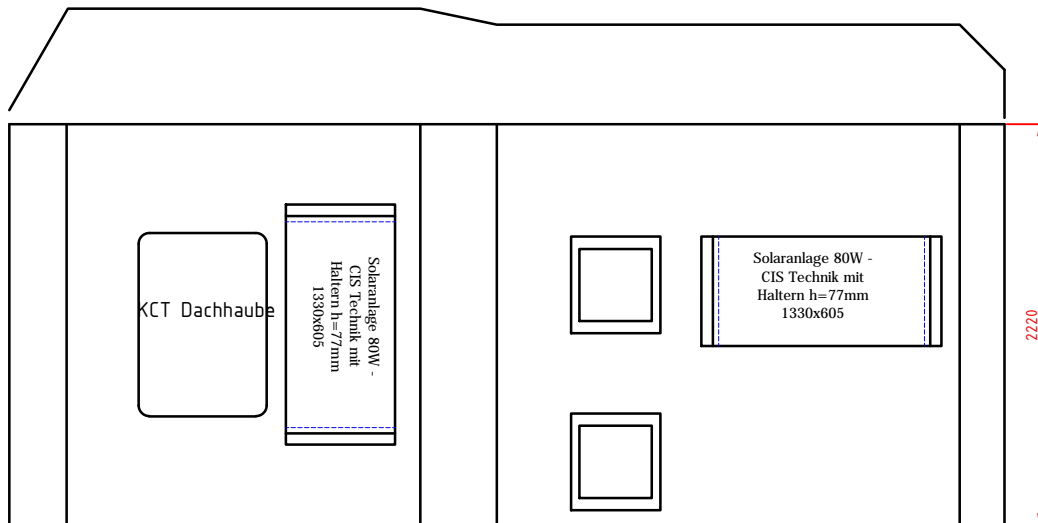 KCT Dachhaube
Solaranlage 80W -
CIS Technik mit
Haltern h=77mm
1330x605
Solaranlage 80W -
CIS Technik mit
Haltern h=77mm
1330x605
2220